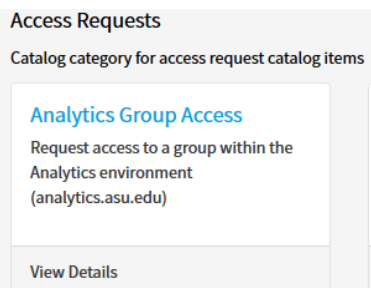 Access Requests
Catalog category for access request catalog items
Analytics Group Access
Request access to a group within the
Analytics environment
(analytics.asu.edu)
View Details